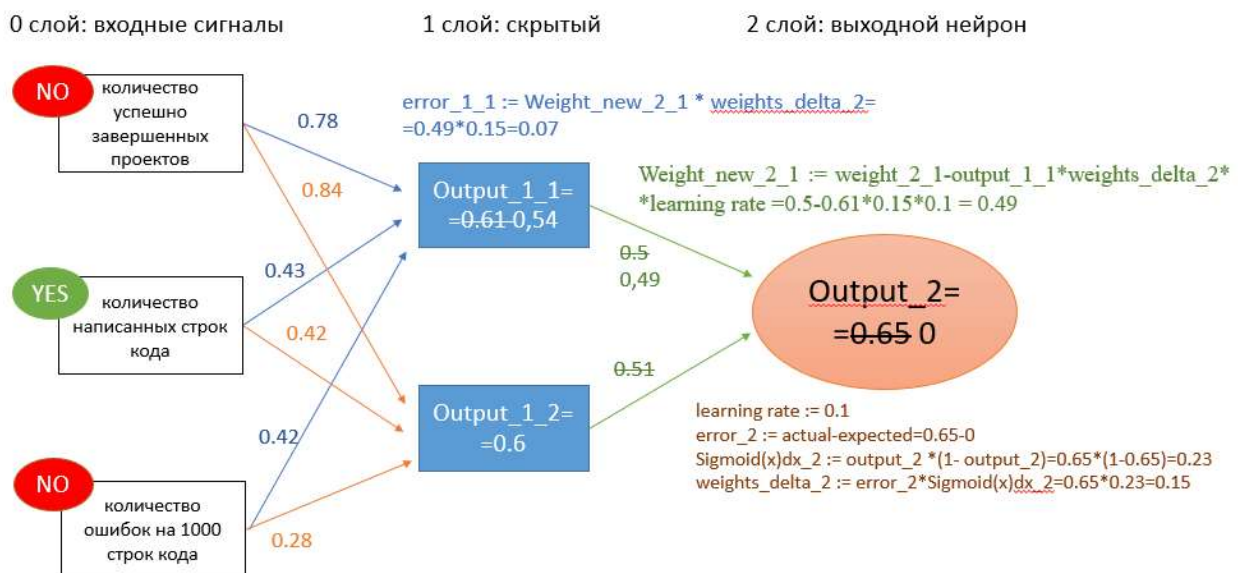 0 слой: входные сигналы
1 слой: скрытый
2 слой: выходной нейрон
NO
количество
успешно
завершенных
проектов
YES
количество
написанных строк
кода
NO
количество
ошибок на 1000
строк кода
0.78
0.84
0.43
0.42
0.42
0.28
error_1_1 := Weight_new_2_1 * weights_delta_2=
=0.49*0.15=0.07
Output_1_1=
=0.61 0,54
Output_1_2=
=0.6
Weight_new_2_1 := weight_2_1-output_1_1*weights_delta_2*
*learning rate =0.5-0.61*0.15*0.1 = 0.49
0.5
0,49
0.51
Output_2=
=0.65 0
learning rate := 0.1
error_2 := actual-expected=0.65-0
Sigmoid(x)dx_2 := output_2 *(1- output_2)=0.65*(1-0.65)=0.23
weights_delta_2 := error_2*Sigmoid(x)dx_2=0.65*0.23=0.15